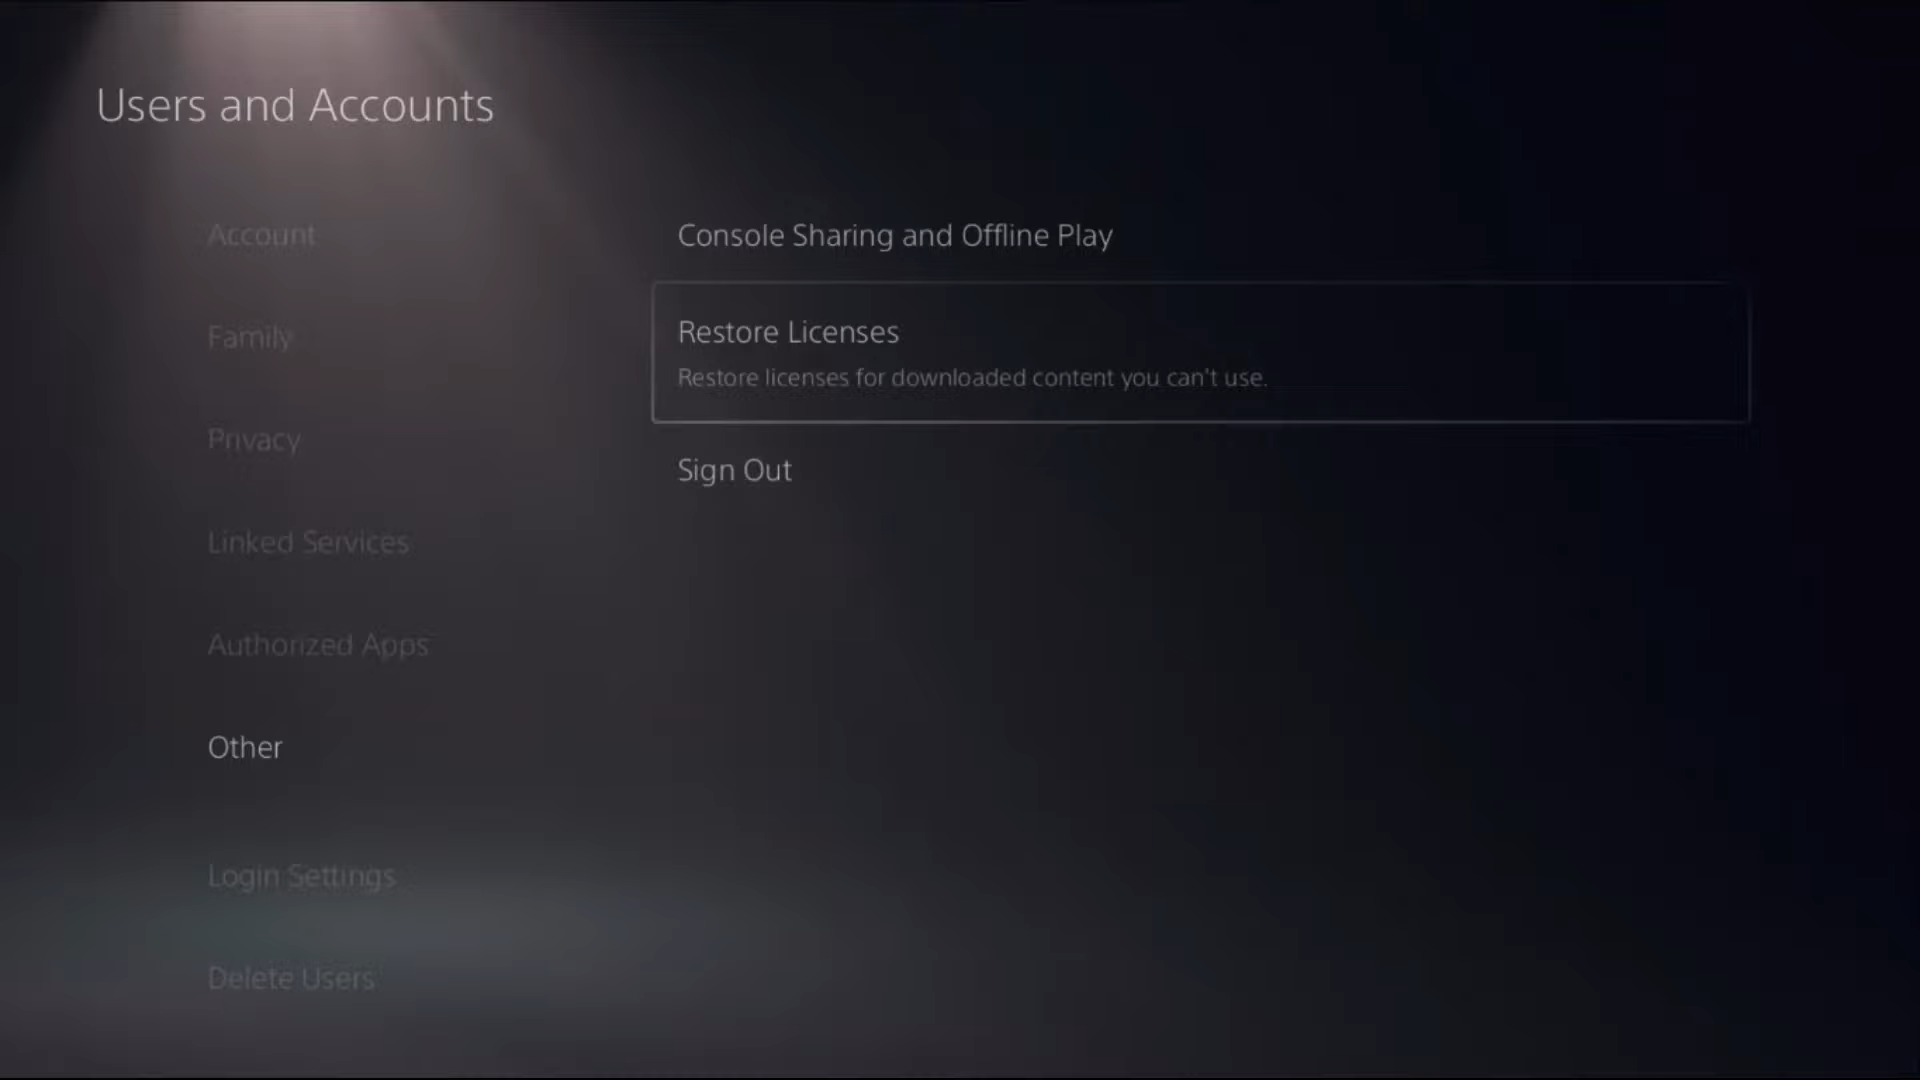 Users and Accounts
Account
Family
Privacy
Linked Services
Authorized Apps
Other
Login Settings
Delete Users
Console Sharing and Offline Play
Restore Licenses
Restore licenses for downloaded content you can't use.
Sign Out